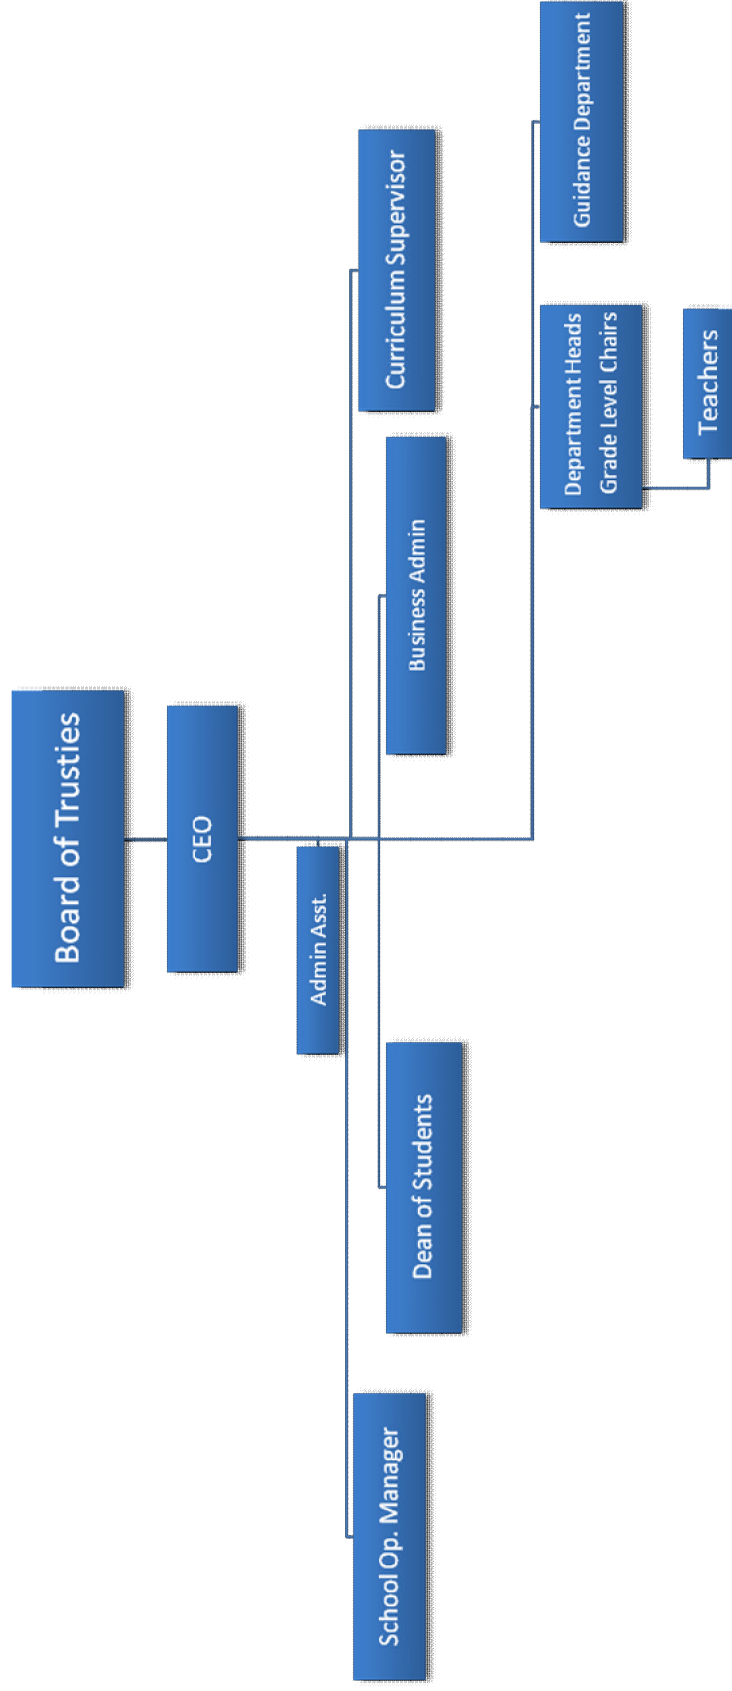 Board of Trusties
CEO
Admin Asst.
School Op. Manager
Dean of Students
Business Admin
Curriculum Supervisor
Department Heads
Grade Level Chairs
Guidance Department
Teachers